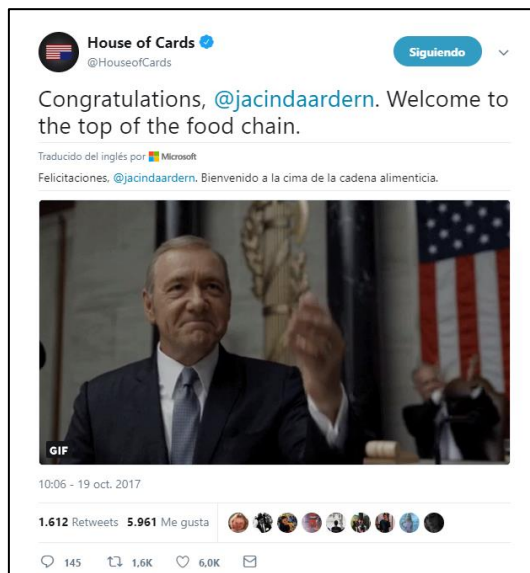 House of Cards
@HouseofCards
Siguiendo
Congratulations, @jacindaardern. Welcome to
the top of the food chain.
Traducido del inglés por Microsoft
Felicitaciones, @jacindaardern. Bienvenido a la cima de la cadena alimenticia.
GIF
10:06 - 19 oct. 2017
1.612 Retweets 5.961 Me gusta
145 1,6K 6,0K